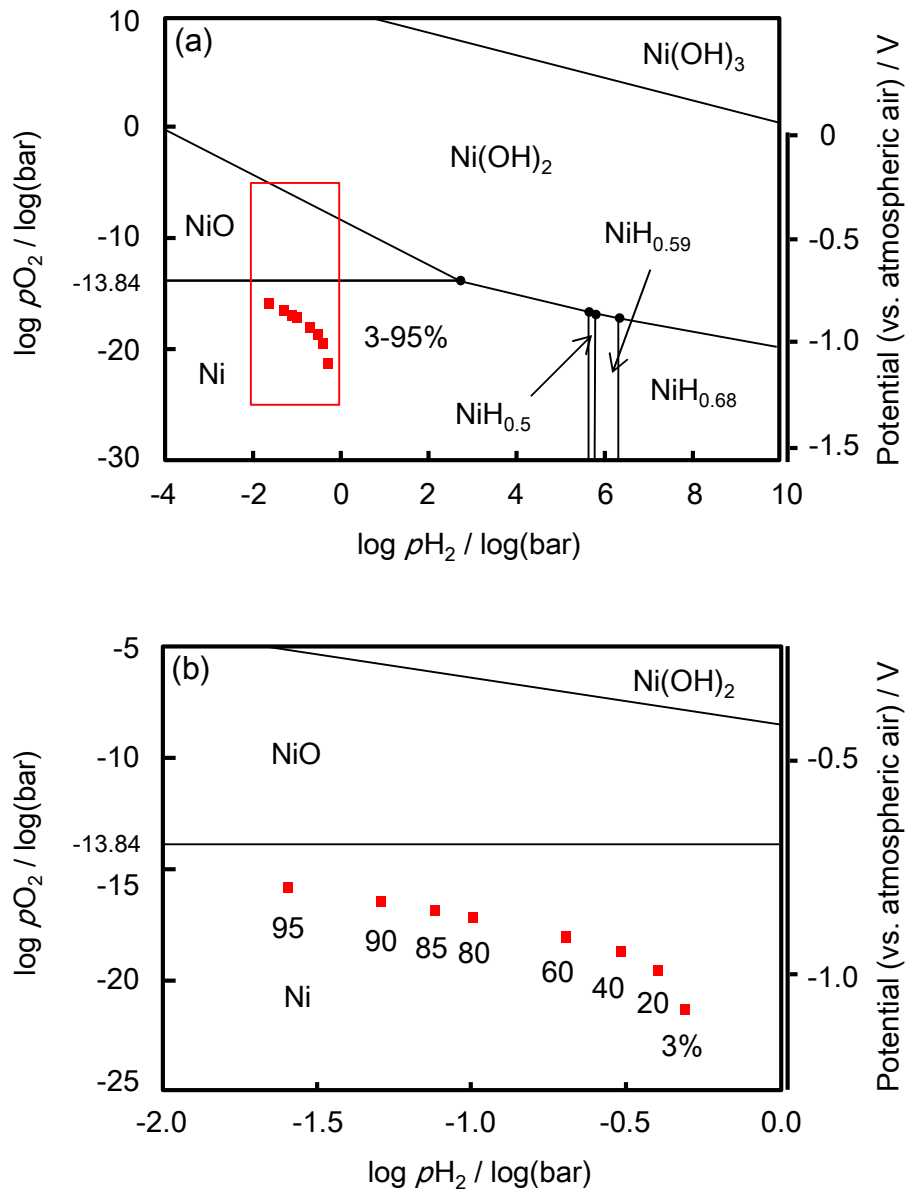 (a)
10
0
-10
-13.84
-20
-30
log pO2 / log(bar)
Ni(OH)3
Ni(OH)2
NiO
NiH0.59
3-95%
Ni
NiH0.5
NiH0.68
0
-0.5
-1.0
-1.5
Potential (vs. atmospheric air) / V
-4 -2 0 2 4 6 8 10
log pH2 / log(bar)
(b)
-5
-10
-13.84
-15
-20
-25
log pO2 / log(bar)
Ni(OH)2
NiO
95 90 85 80 60 40 20 3%
Ni
-0.5
-1.0
Potential (vs. atmospheric air) / V
-2.0 -1.5 -1.0 -0.5 0.0
log pH2 / log(bar)